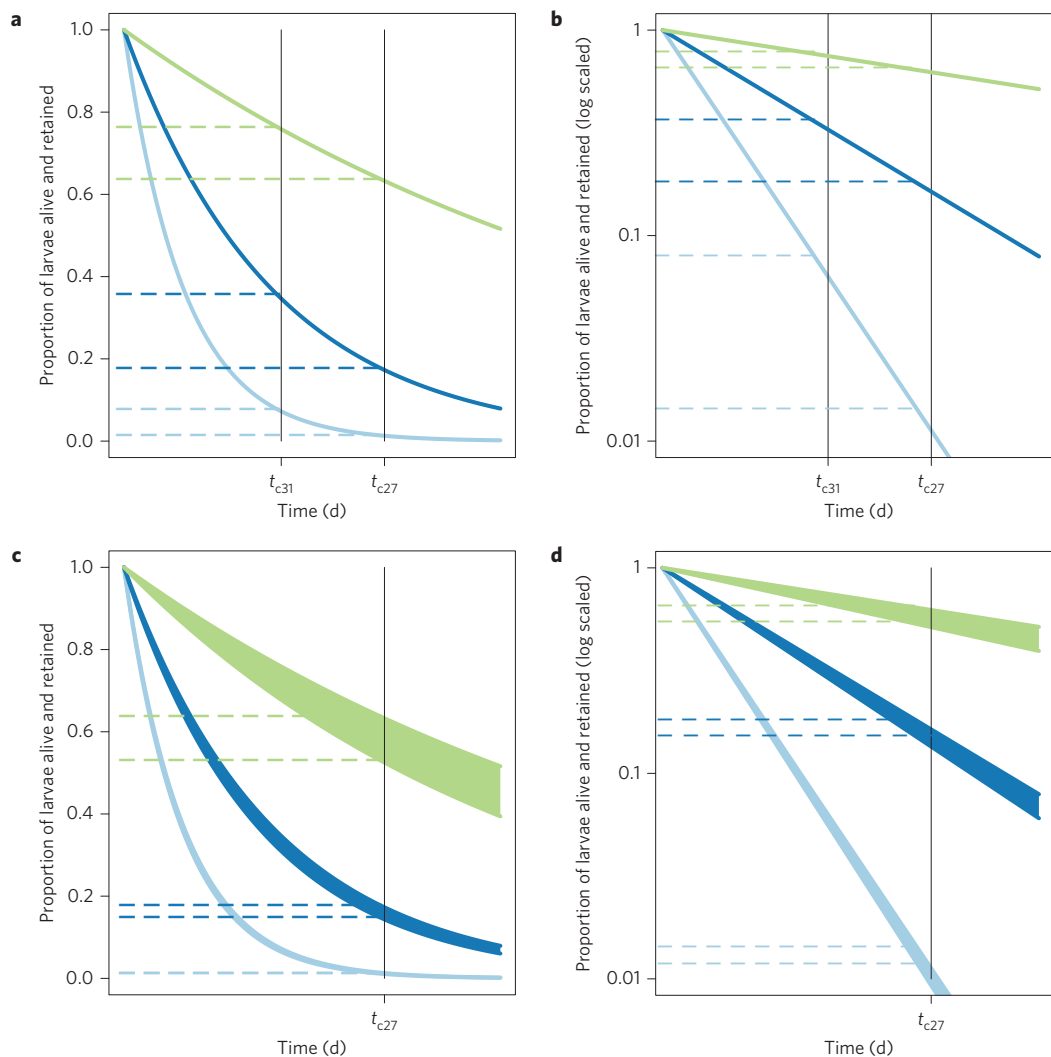 a
1.0
0.8
0.6
0.4
0.2
0.0
Proportion of larvae alive and retained
tc31
tc27
Time (d)
b
1
0.1
0.01
Proportion of larvae alive and retained (log scaled)
tc31
tc27
Time (d)
c
1.0
0.8
0.6
0.4
0.2
0.0
Proportion of larvae alive and retained
tc27
Time (d)
d
1
0.1
0.01
Proportion of larvae alive and retained (log scaled)
tc27
Time (d)